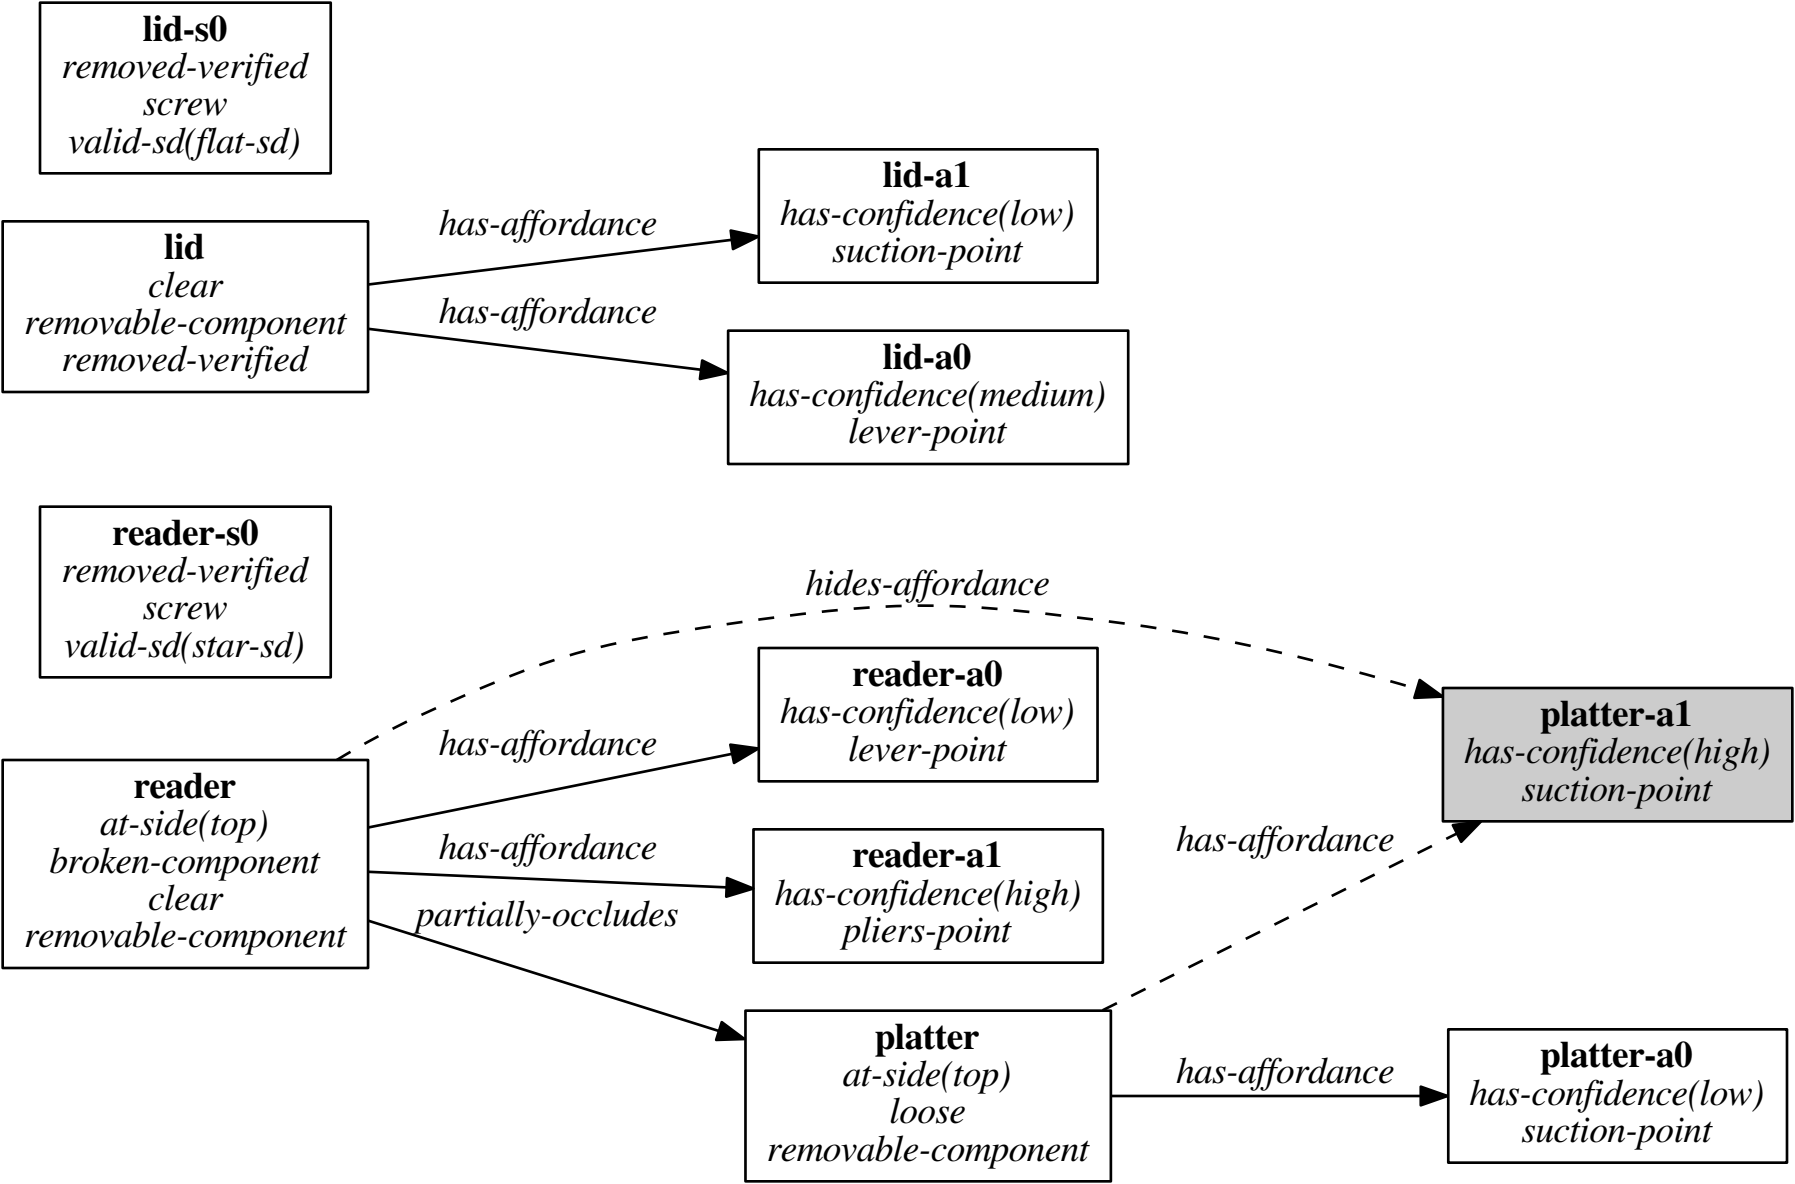 lid-s0
removed-verified
screw
valid-sd(flat-sd)
lid
clear
removable-component
removed-verified
has-affordance
has-affordance
lid-a1
has-confidence(low)
suction-point
lid-a0
has-confidence(medium)
lever-point
reader-s0
removed-verified
screw
valid-sd(star-sd)
reader
at-side(top)
broken-component
clear
removable-component
hides-affordance
has-affordance
has-affordance
partially-occludes
reader-a0
has-confidence(low)
lever-point
reader-a1
has-confidence(high)
pliers-point
platter
at-side(top)
loose
removable-component
has-affordance
has-affordance
platter-a1
has-confidence(high)
suction-point
platter-a0
has-confidence(low)
suction-point